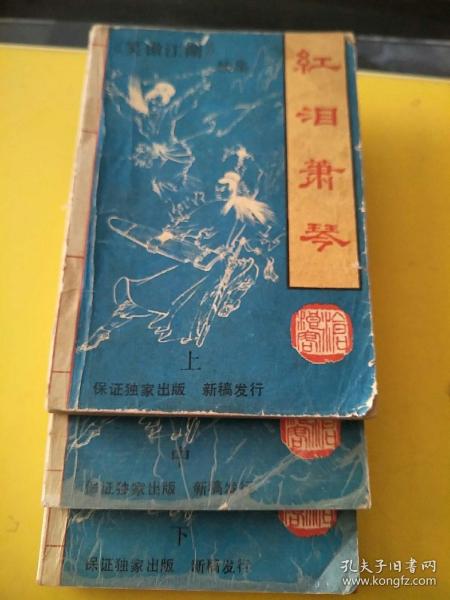 《笑傲江湖》
续集
紅泪萧琴
上
保证独家出版 新稿发行
中
保证独家出版 新稿发行
下
保证独家出版 新稿发行
孔夫子旧书网
www.kongfz.com